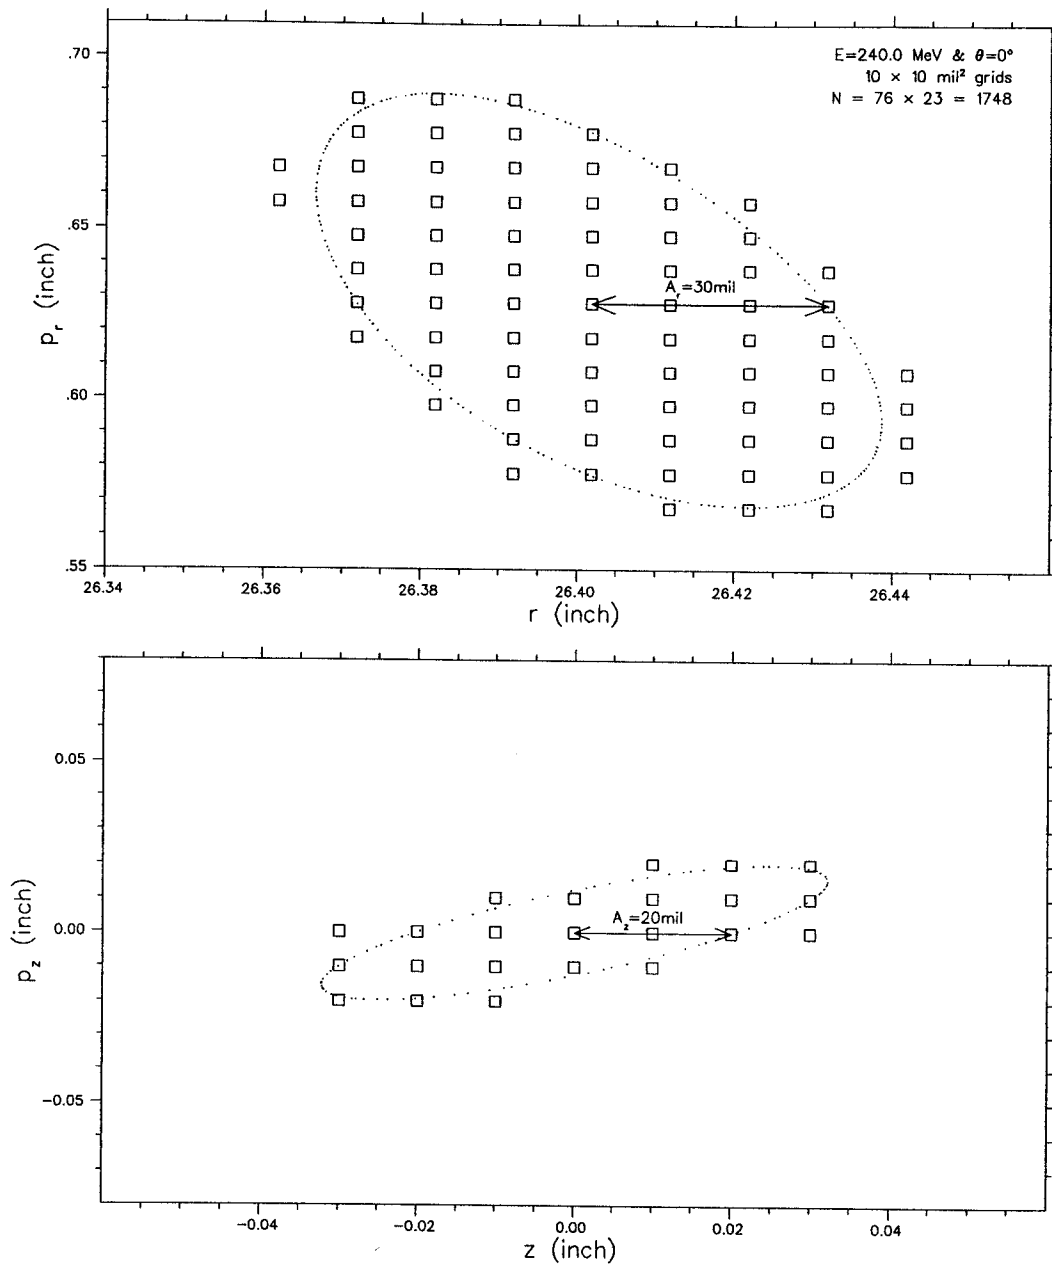 E=240.0 MeV & θ=0°
10 × 10 mil² grids
N = 76 × 23 = 1748
.70
.65
.60
.55
p_r (inch)
A_r=30mil
26.34
26.36
26.38
26.40
26.42
26.44
r (inch)
0.05
0.00
−0.05
p_z (inch)
A_z=20mil
−0.04
−0.02
0.00
0.02
0.04
z (inch)